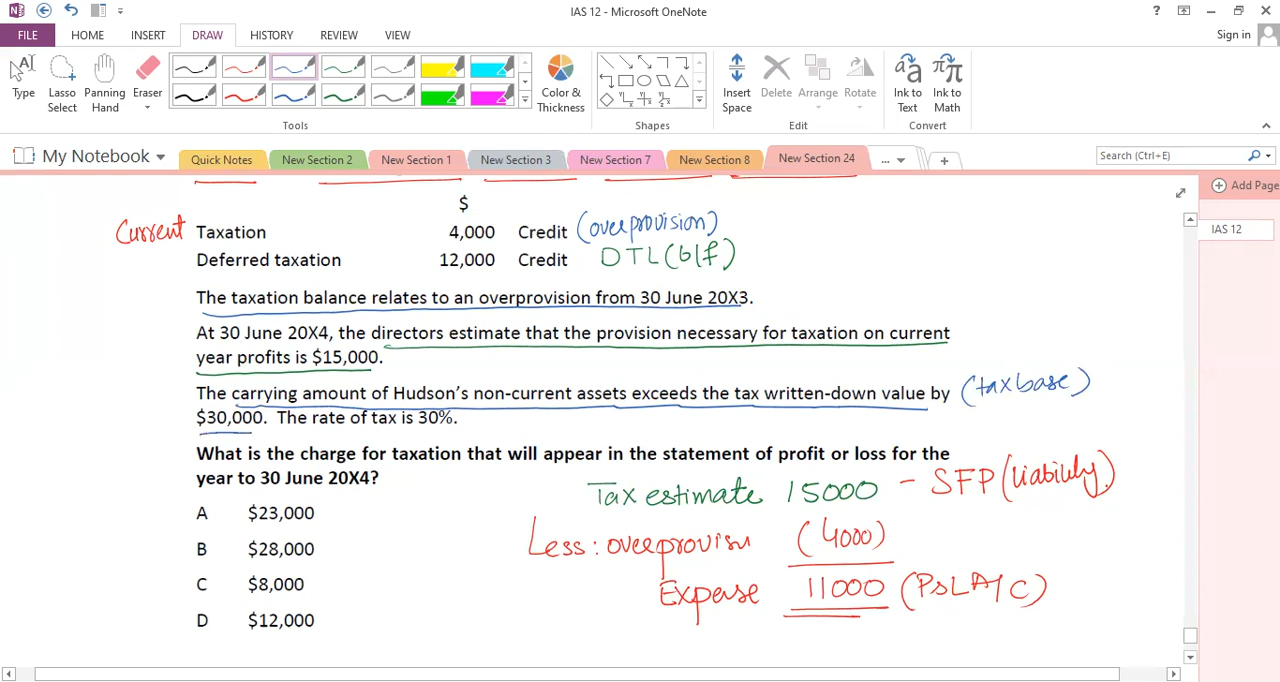 IAS 12 - Microsoft OneNote
FILE HOME INSERT DRAW HISTORY REVIEW VIEW Sign in
Type Lasso Select Panning Hand Eraser Color & Thickness Insert Space Delete Arrange Rotate Ink to Text Ink to Math
Tools Shapes Edit Convert
My Notebook Quick Notes New Section 2 New Section 1 New Section 3 New Section 7 New Section 8 New Section 24 ... Search (Ctrl+E)
Add Page
IAS 12
$
Current Taxation 4,000 Credit (overprovision)
Deferred taxation 12,000 Credit DTL (b/f)
The taxation balance relates to an overprovision from 30 June 20X3.
At 30 June 20X4, the directors estimate that the provision necessary for taxation on current
year profits is $15,000.
The carrying amount of Hudson's non-current assets exceeds the tax written-down value by (tax base)
$30,000. The rate of tax is 30%.
What is the charge for taxation that will appear in the statement of profit or loss for the
year to 30 June 20X4?
Tax estimate 15000 - SFP (liability)
A $23,000
Less: overprovisn (4000)
B $28,000
C $8,000
Expense 11000 (PsL A/C)
D $12,000